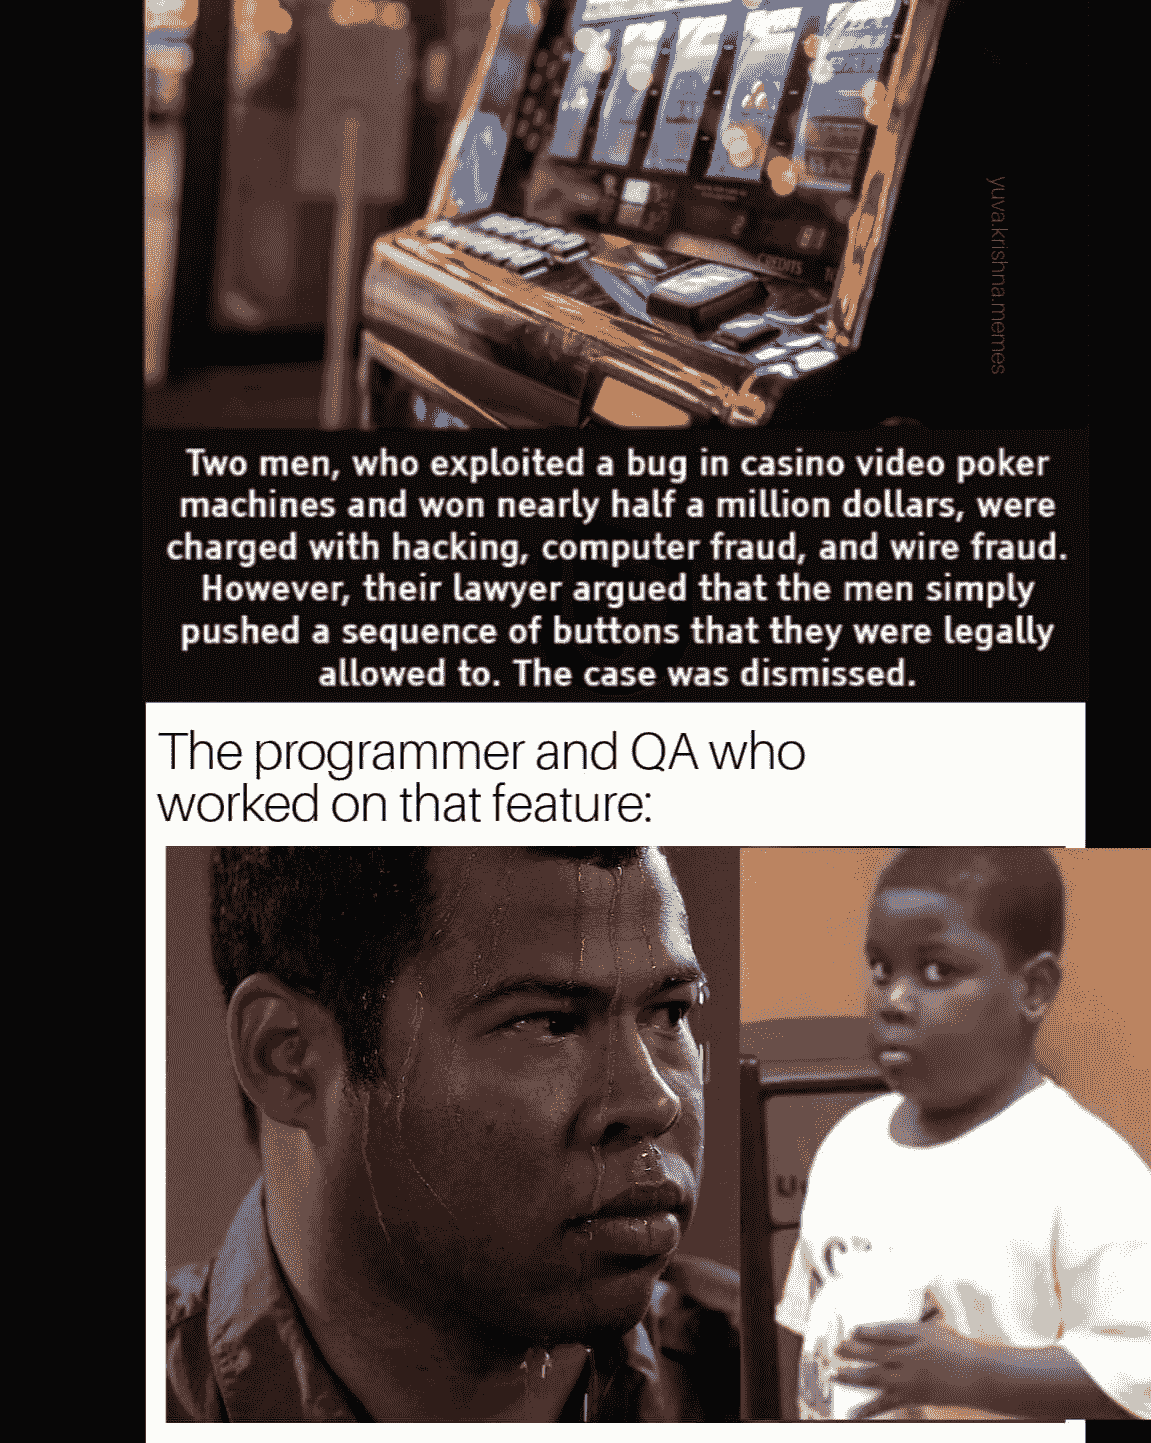 CREDITS
yuva.krishna.memes
Two men, who exploited a bug in casino video poker
machines and won nearly half a million dollars, were
charged with hacking, computer fraud, and wire fraud.
However, their lawyer argued that the men simply
pushed a sequence of buttons that they were legally
allowed to. The case was dismissed.
The programmer and QA who
worked on that feature: